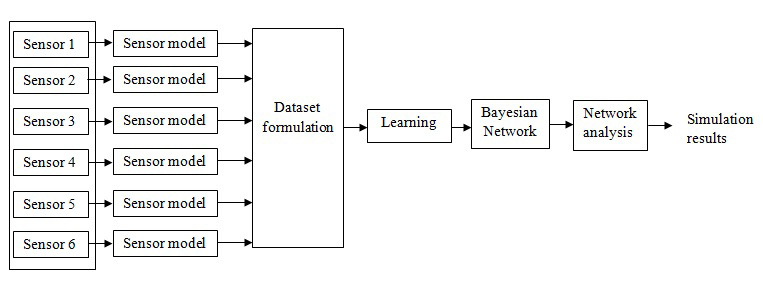 Sensor 1
Sensor model
Sensor 2
Sensor model
Sensor 3
Sensor model
Sensor 4
Sensor model
Sensor 5
Sensor model
Sensor 6
Sensor model
Dataset
formulation
Learning
Bayesian
Network
Network
analysis
Simulation
results